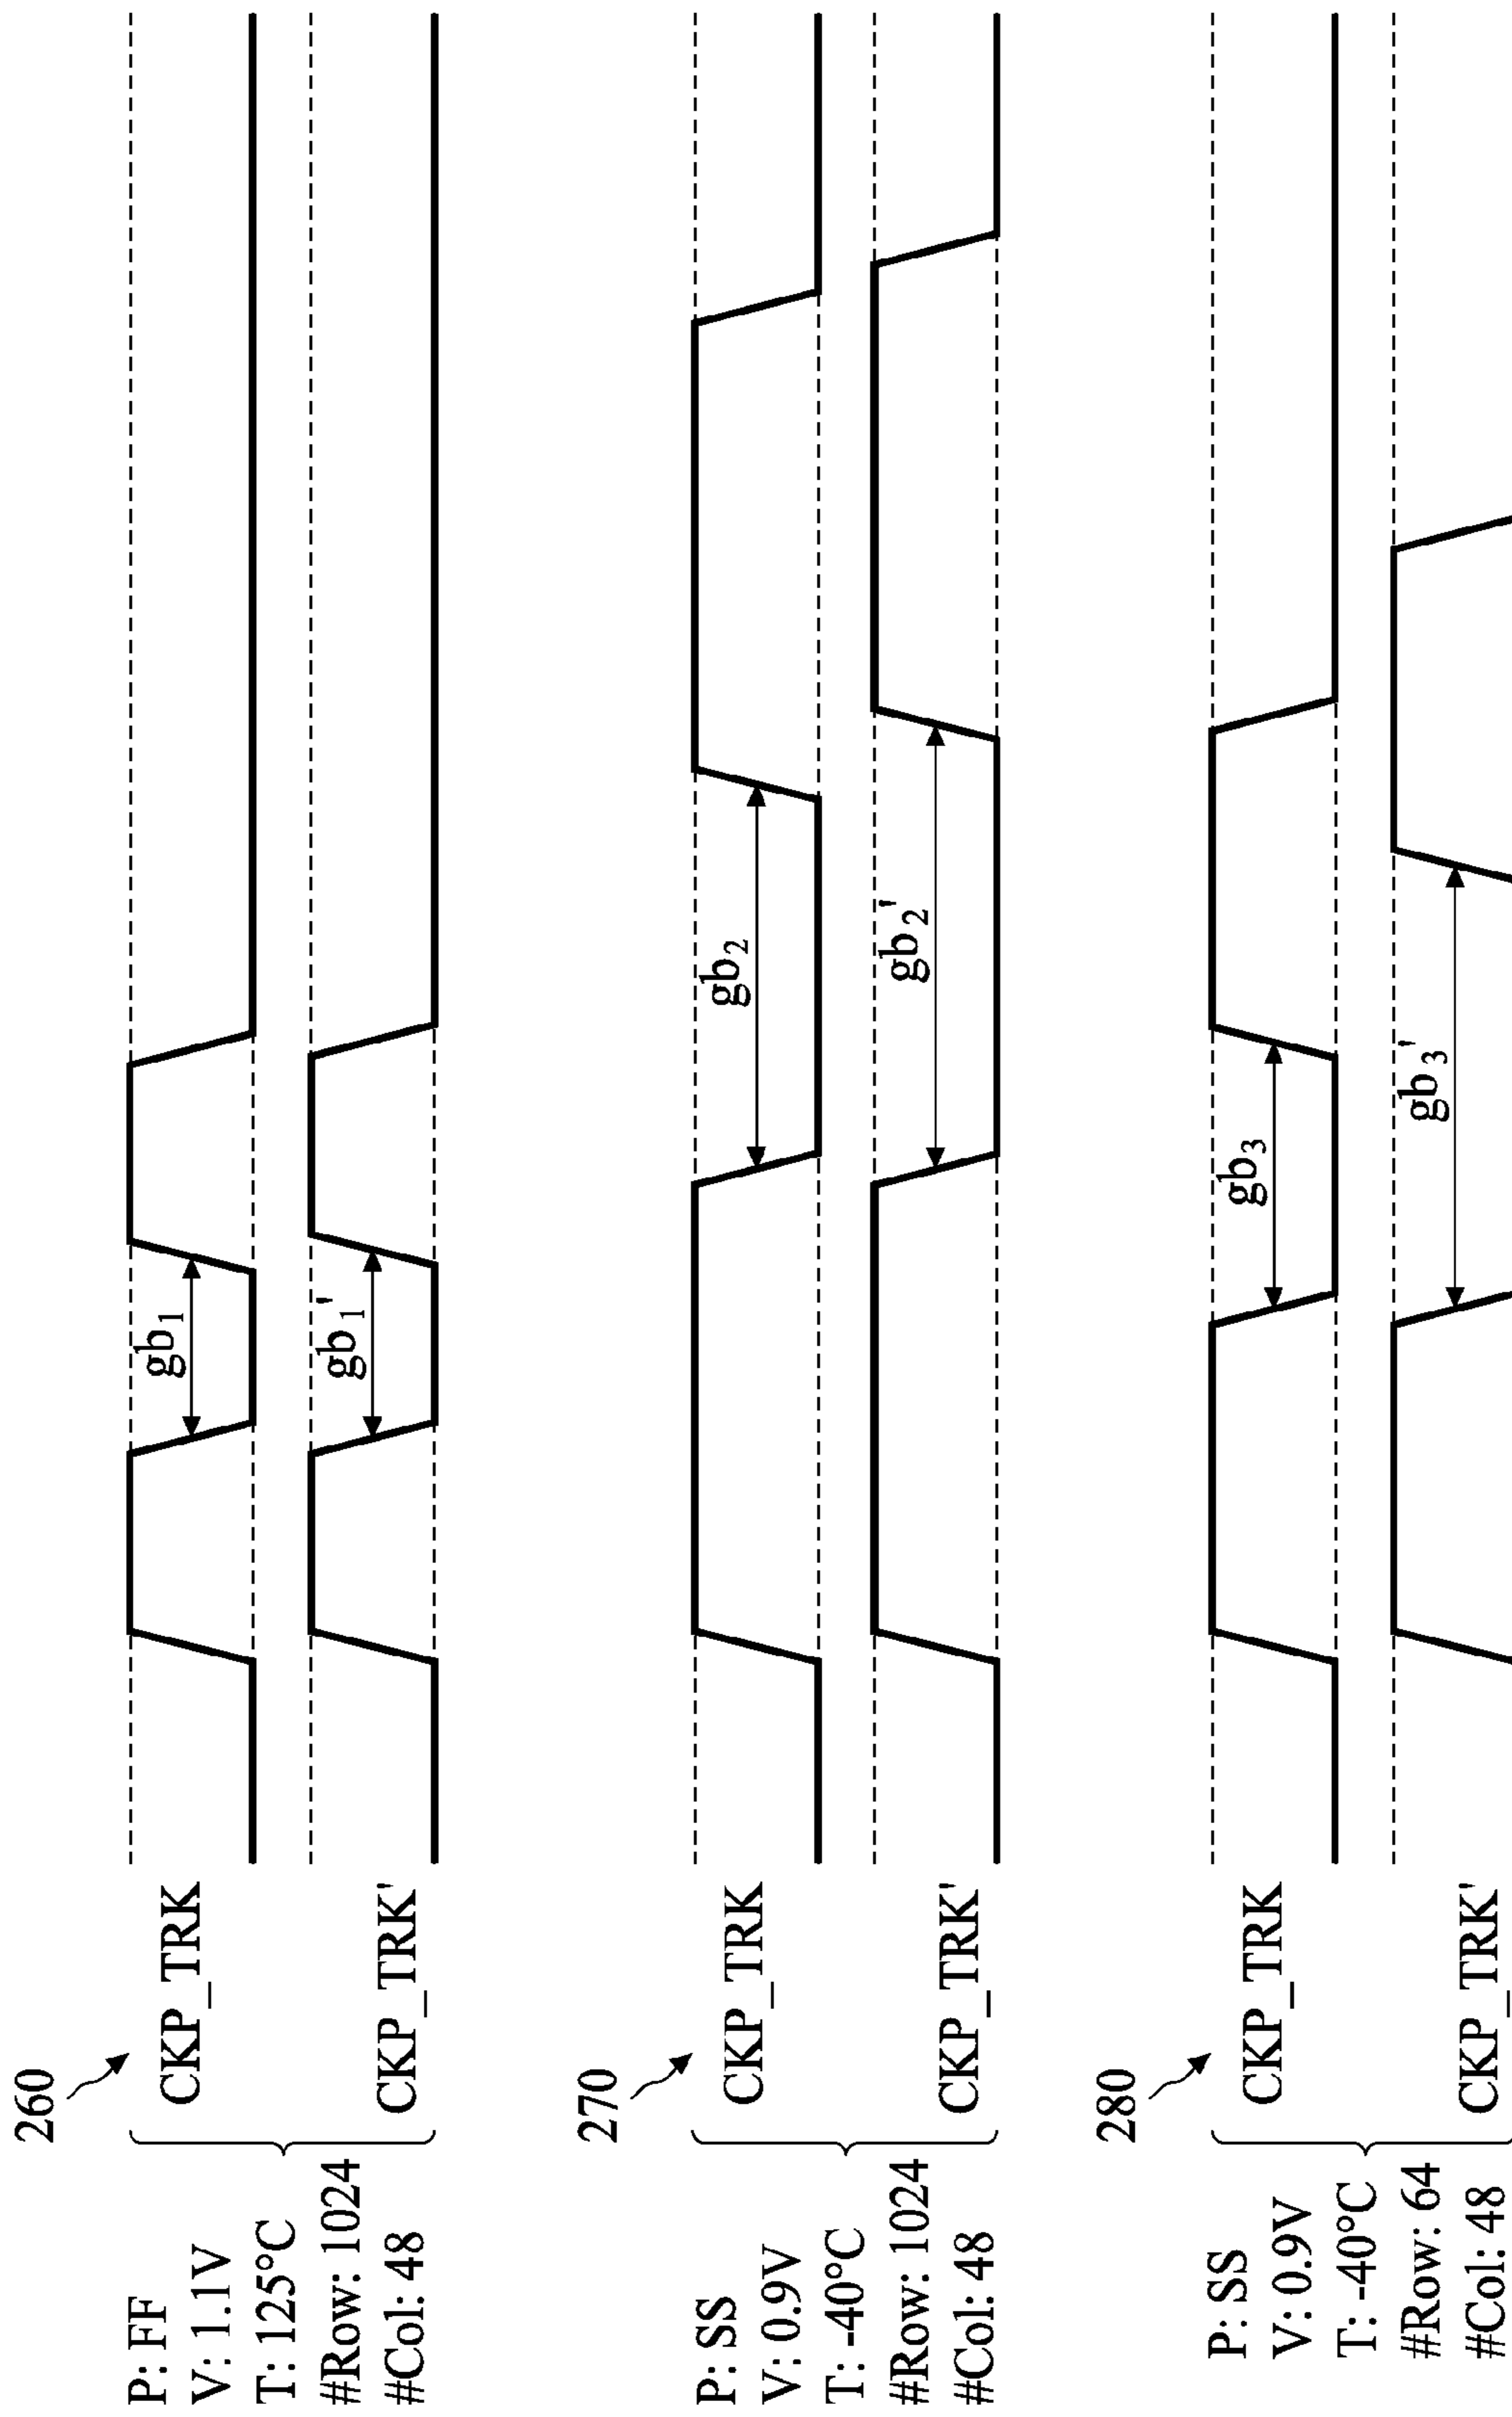 260
P: FF
V: 1.1V
T: 125°C
#Row: 1024
#Col: 48
CKP_TRK
gb1
CKP_TRK'
gb1'
270
P: SS
V: 0.9V
T: -40°C
#Row: 1024
#Col: 48
CKP_TRK
gb2
CKP_TRK'
gb2'
280
P: SS
V: 0.9V
T: -40°C
#Row: 64
#Col: 48
CKP_TRK
gb3
CKP_TRK'
gb3'